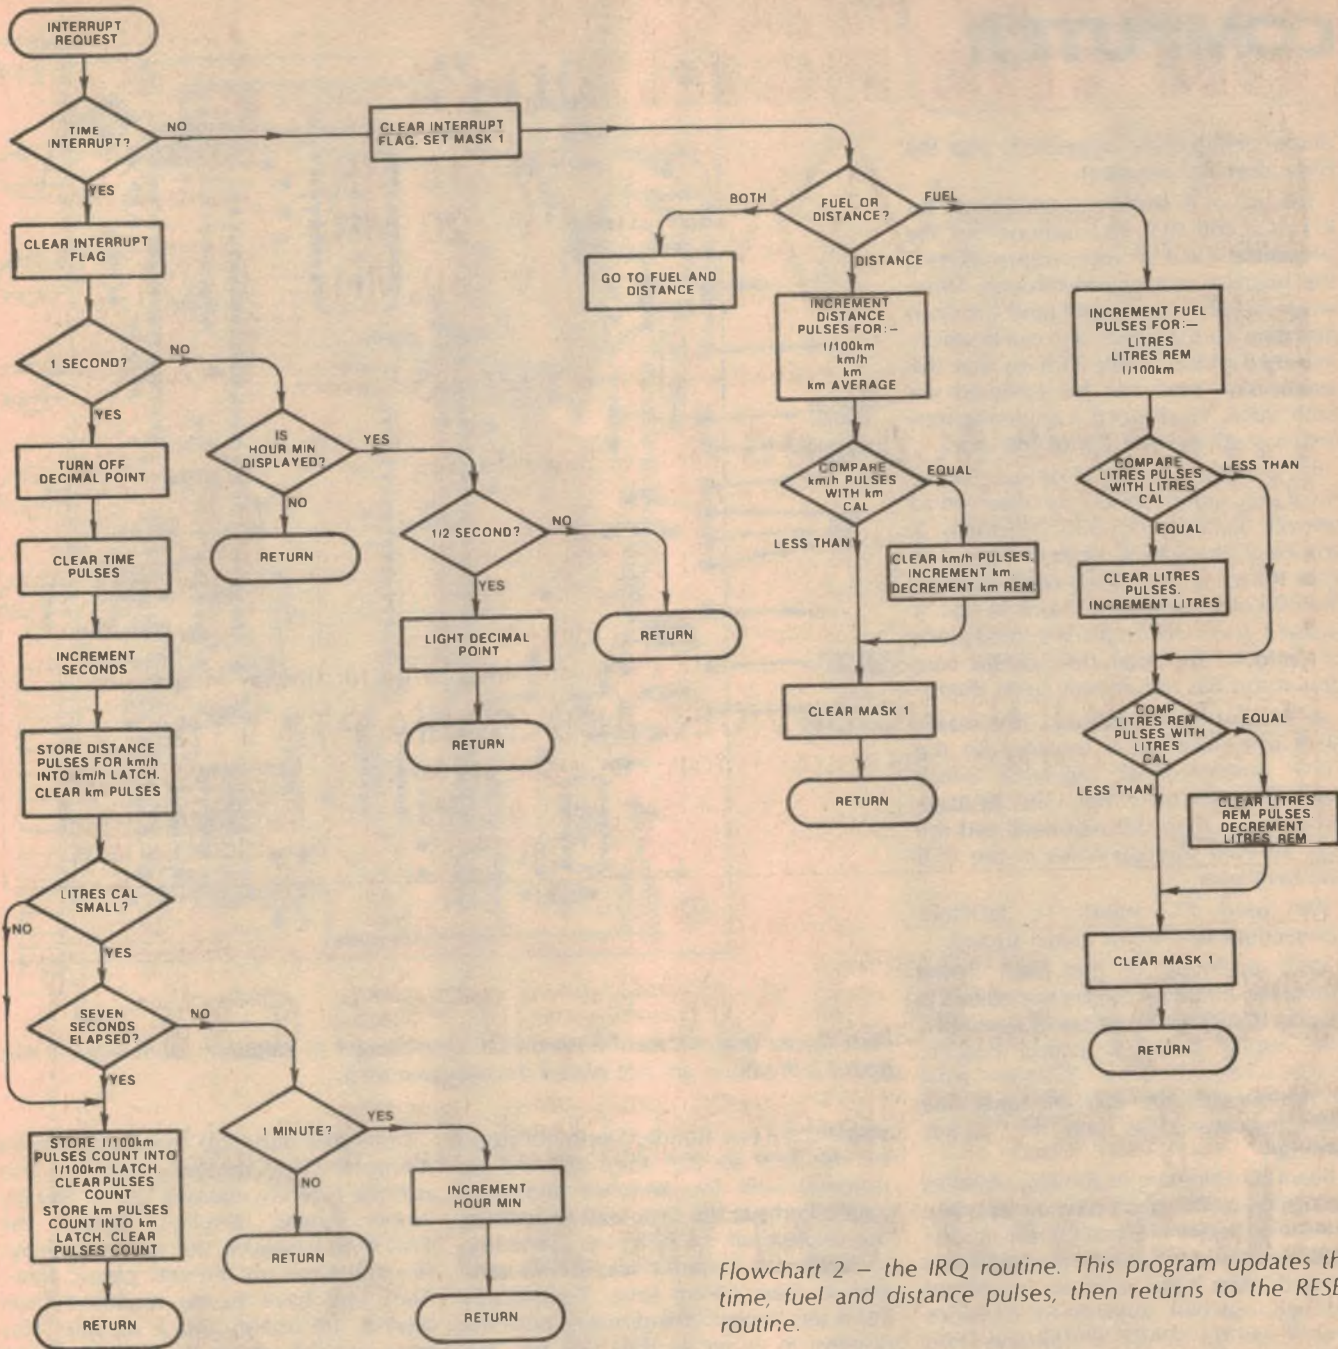 INTERRUPT
REQUEST
TIME
INTERRUPT?
NO
YES
CLEAR INTERRUPT
FLAG. SET MASK 1
FUEL OR
DISTANCE?
BOTH
FUEL
DISTANCE
GO TO FUEL AND
DISTANCE
CLEAR INTERRUPT
FLAG
1 SECOND?
NO
YES
TURN OFF
DECIMAL POINT
CLEAR TIME
PULSES
INCREMENT
SECONDS
STORE DISTANCE
PULSES FOR km/h
INTO km/h LATCH.
CLEAR km PULSES
LITRES CAL
SMALL?
NO
YES
SEVEN
SECONDS
ELAPSED?
NO
YES
STORE 1/100km
PULSES COUNT INTO
1/100km LATCH
CLEAR PULSES
COUNT
STORE km PULSES
COUNT INTO km
LATCH. CLEAR
PULSES COUNT
RETURN
1 MINUTE?
YES
NO
RETURN
INCREMENT
HOUR MIN
RETURN
IS
HOUR MIN
DISPLAYED?
YES
NO
RETURN
1/2 SECOND?
NO
YES
RETURN
LIGHT DECIMAL
POINT
RETURN
INCREMENT
DISTANCE
PULSES FOR:–
1/100km
km/h
km
km AVERAGE
COMPARE
km/h PULSES
WITH km
CAL
EQUAL
LESS THAN
CLEAR km/h PULSES.
INCREMENT km.
DECREMENT km REM.
CLEAR MASK 1
RETURN
INCREMENT FUEL
PULSES FOR:—
LITRES
LITRES REM
1/100km
COMPARE
LITRES PULSES
WITH LITRES
CAL
LESS THAN
EQUAL
CLEAR LITRES
PULSES.
INCREMENT LITRES
COMP
LITRES REM
PULSES WITH
LITRES
CAL
EQUAL
LESS THAN
CLEAR LITRES
REM PULSES
DECREMENT
LITRES REM
CLEAR MASK 1
RETURN
Flowchart 2 – the IRQ routine. This program updates th
time, fuel and distance pulses, then returns to the RESE
routine.